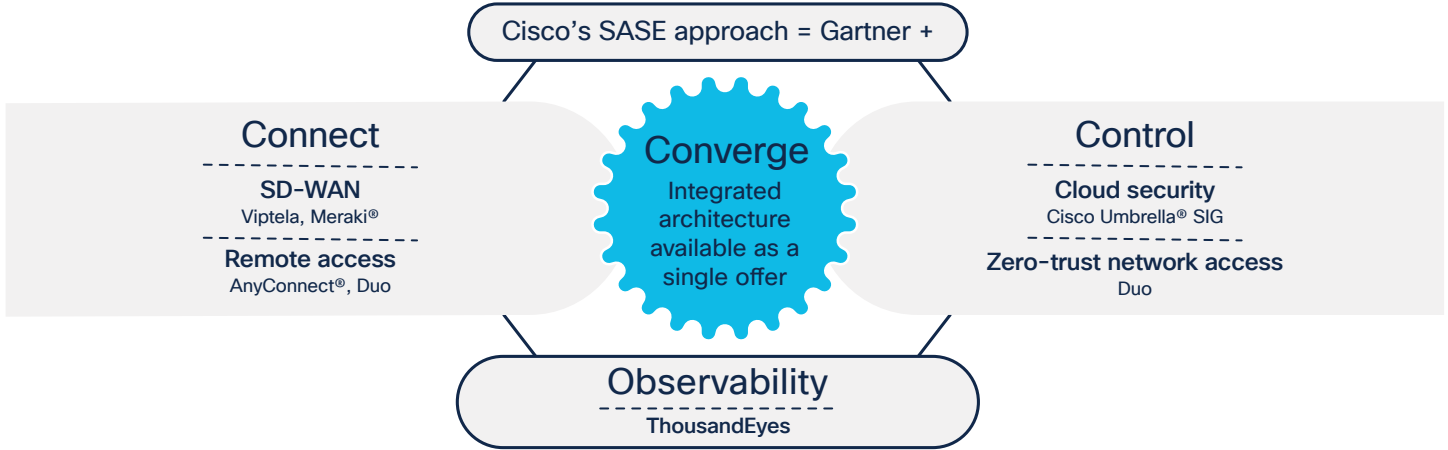 Cisco’s SASE approach = Gartner +
Connect
SD-WAN
Viptela, Meraki®
Remote access
AnyConnect®, Duo
Converge
Integrated
architecture
available as a
single offer
Control
Cloud security
Cisco Umbrella® SIG
Zero-trust network access
Duo
Observability
ThousandEyes